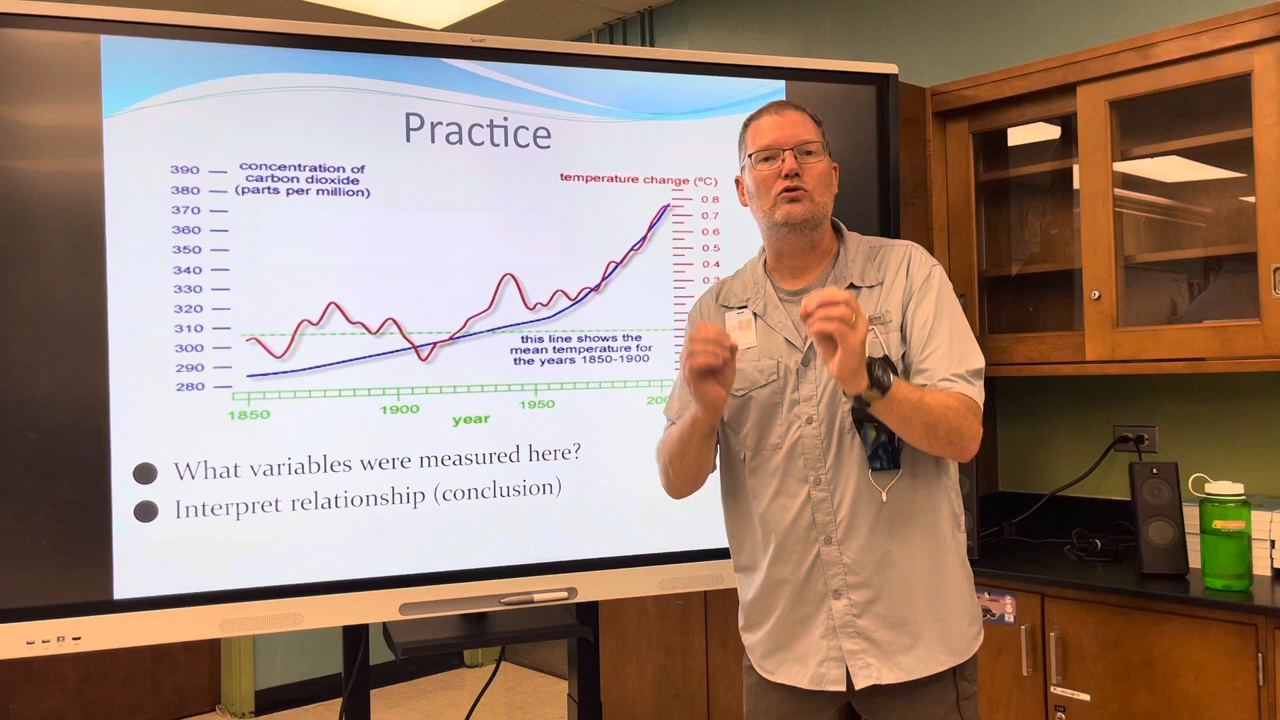 SMART
Practice
concentration of
carbon dioxide
(parts per million)
temperature change (ºC)
390
380
370
360
350
340
330
320
310
300
290
280
0.8
0.7
0.6
0.5
0.4
this line shows the
mean temperature for
the years 1850-1900
1850
1900
1950
year
What variables were measured here?
Interpret relationship (conclusion)